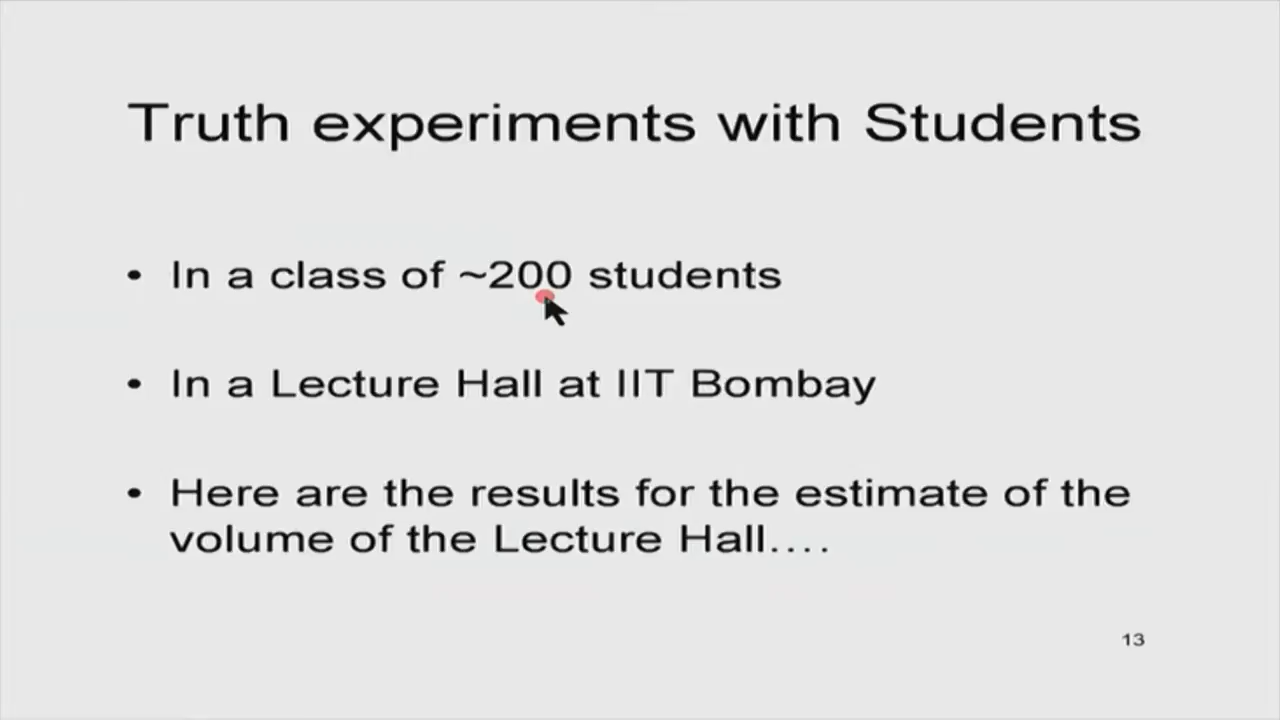 Truth experiments with Students
• In a class of ~200 students
• In a Lecture Hall at IIT Bombay
• Here are the results for the estimate of the
volume of the Lecture Hall....
13